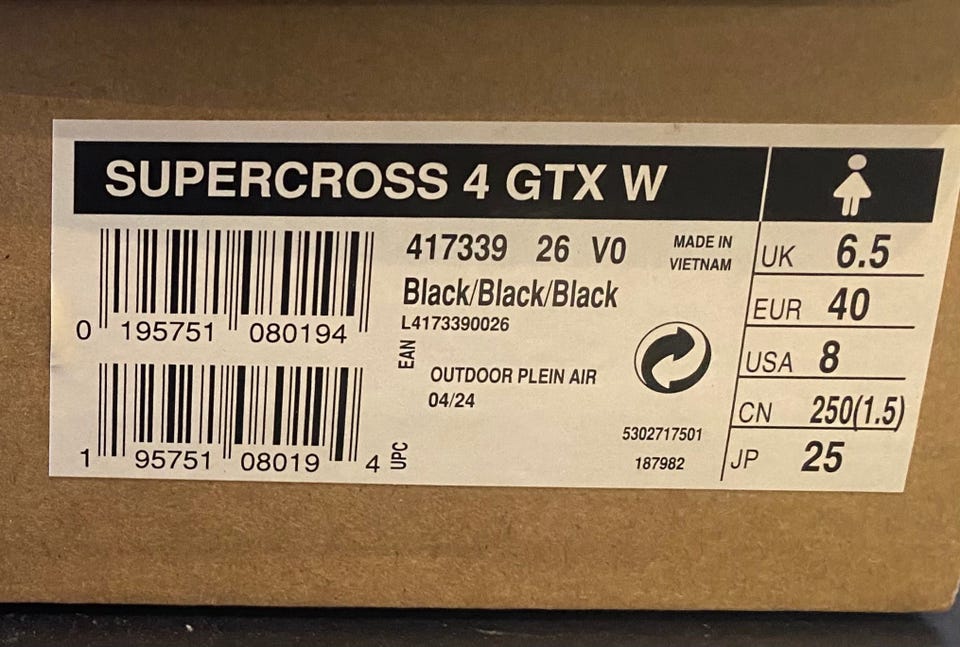 SUPERCROSS 4 GTX W
417339 26 V0
MADE IN
VIETNAM
Black/Black/Black
L4173390026
EAN
0 195751 080194
OUTDOOR PLEIN AIR
04/24
UPC
1 95751 08019 4
5302717501
187982
UK 6.5
EUR 40
USA 8
CN 250(1.5)
JP 25